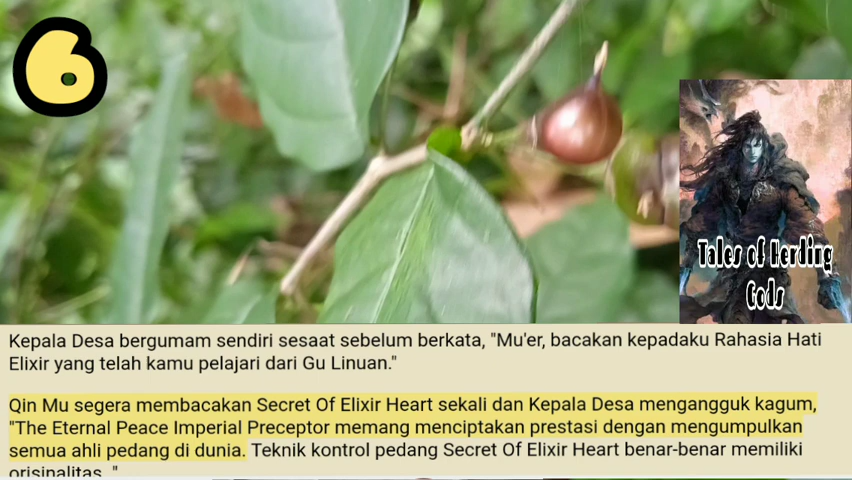 6
Tales of Herding
Gods
Kepala Desa bergumam sendiri sesaat sebelum berkata, "Mu'er, bacakan kepadaku Rahasia Hati
Elixir yang telah kamu pelajari dari Gu Linuan."
Qin Mu segera membacakan Secret Of Elixir Heart sekali dan Kepala Desa mengangguk kagum,
"The Eternal Peace Imperial Preceptor memang menciptakan prestasi dengan mengumpulkan
semua ahli pedang di dunia. Teknik kontrol pedang Secret Of Elixir Heart benar-benar memiliki
orisinalitas. "